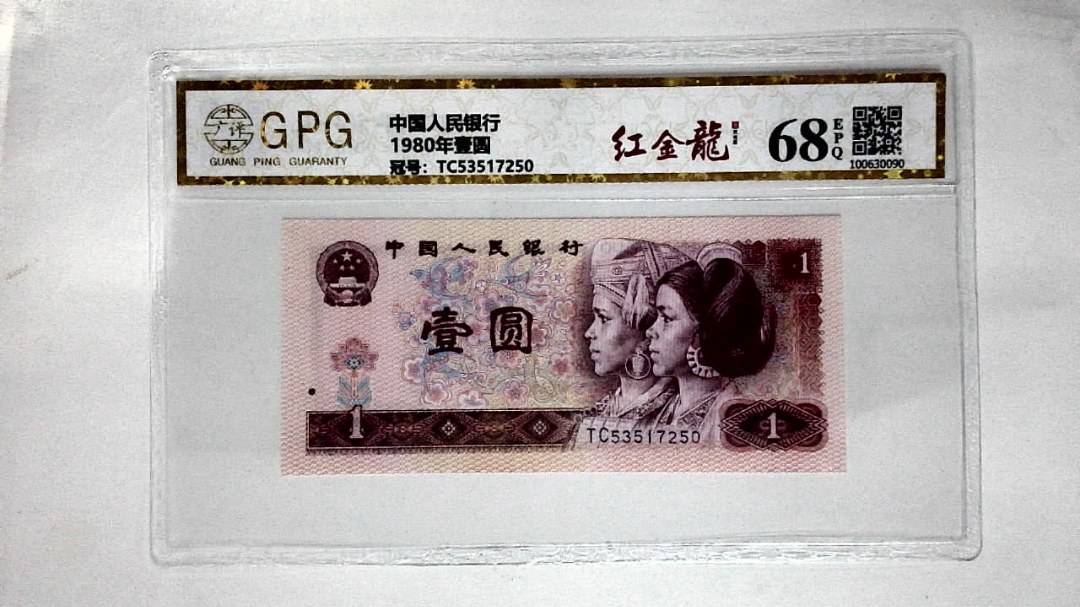 GPG
GUANG PING GUARANTY
中国人民银行
1980年壹圆
冠号：TC53517250
红金龍
68
EPQ
100630090
中国人民银行
1
壹圆
1
TC53517250
1